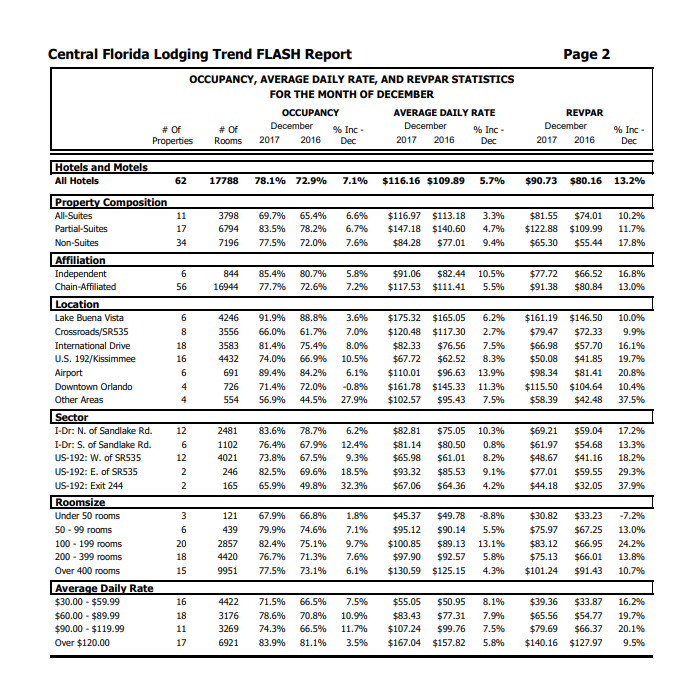 Central Florida Lodging Trend FLASH Report Page 2
OCCUPANCY, AVERAGE DAILY RATE, AND REVPAR STATISTICS
FOR THE MONTH OF DECEMBER
OCCUPANCY AVERAGE DAILY RATE REVPAR
# Of # Of December % Inc - December % Inc - December % Inc -
Properties Rooms 2017 2016 Dec 2017 2016 Dec 2017 2016 Dec
Hotels and Motels
All Hotels 62 17788 78.1% 72.9% 7.1% $116.16 $109.89 5.7% $90.73 $80.16 13.2%
Property Composition
All-Suites 11 3798 69.7% 65.4% 6.6% $116.97 $113.18 3.3% $81.55 $74.01 10.2%
Partial-Suites 17 6794 83.5% 78.2% 6.7% $147.18 $140.60 4.7% $122.88 $109.99 11.7%
Non-Suites 34 7196 77.5% 72.0% 7.6% $84.28 $77.01 9.4% $65.30 $55.44 17.8%
Affiliation
Independent 6 844 85.4% 80.7% 5.8% $91.06 $82.44 10.5% $77.72 $66.52 16.8%
Chain-Affiliated 56 16944 77.7% 72.6% 7.2% $117.53 $111.41 5.5% $91.38 $80.84 13.0%
Location
Lake Buena Vista 6 4246 91.9% 88.8% 3.6% $175.32 $165.05 6.2% $161.19 $146.50 10.0%
Crossroads/SR535 8 3556 66.0% 61.7% 7.0% $120.48 $117.30 2.7% $79.47 $72.33 9.9%
International Drive 18 3583 81.4% 75.4% 8.0% $82.33 $76.56 7.5% $66.98 $57.70 16.1%
U.S. 192/Kissimmee 16 4432 74.0% 66.9% 10.5% $67.72 $62.52 8.3% $50.08 $41.85 19.7%
Airport 6 691 89.4% 84.2% 6.1% $110.01 $96.63 13.9% $98.34 $81.41 20.8%
Downtown Orlando 4 726 71.4% 72.0% -0.8% $161.78 $145.33 11.3% $115.50 $104.64 10.4%
Other Areas 4 554 56.9% 44.5% 27.9% $102.57 $95.43 7.5% $58.39 $42.48 37.5%
Sector
I-Dr: N. of Sandlake Rd. 12 2481 83.6% 78.7% 6.2% $82.81 $75.05 10.3% $69.21 $59.04 17.2%
I-Dr: S. of Sandlake Rd. 6 1102 76.4% 67.9% 12.4% $81.14 $80.50 0.8% $61.97 $54.68 13.3%
US-192: W. of SR535 12 4021 73.8% 67.5% 9.3% $65.98 $61.01 8.2% $48.67 $41.16 18.2%
US-192: E. of SR535 2 246 82.5% 69.6% 18.5% $93.32 $85.53 9.1% $77.01 $59.55 29.3%
US-192: Exit 244 2 165 65.9% 49.8% 32.3% $67.06 $64.36 4.2% $44.18 $32.05 37.9%
Roomsize
Under 50 rooms 3 121 67.9% 66.8% 1.8% $45.37 $49.78 -8.8% $30.82 $33.23 -7.2%
50 - 99 rooms 6 439 79.9% 74.6% 7.1% $95.12 $90.14 5.5% $75.97 $67.25 13.0%
100 - 199 rooms 20 2857 82.4% 75.1% 9.7% $100.85 $89.13 13.1% $83.12 $66.95 24.2%
200 - 399 rooms 18 4420 76.7% 71.3% 7.6% $97.90 $92.57 5.8% $75.13 $66.01 13.8%
Over 400 rooms 15 9951 77.5% 73.1% 6.1% $130.59 $125.15 4.3% $101.24 $91.43 10.7%
Average Daily Rate
$30.00 - $59.99 16 4422 71.5% 66.5% 7.5% $55.05 $50.95 8.1% $39.36 $33.87 16.2%
$60.00 - $89.99 18 3176 78.6% 70.8% 10.9% $83.43 $77.31 7.9% $65.56 $54.77 19.7%
$90.00 - $119.99 11 3269 74.3% 66.5% 11.7% $107.24 $99.76 7.5% $79.69 $66.37 20.1%
Over $120.00 17 6921 83.9% 81.1% 3.5% $167.04 $157.82 5.8% $140.16 $127.97 9.5%